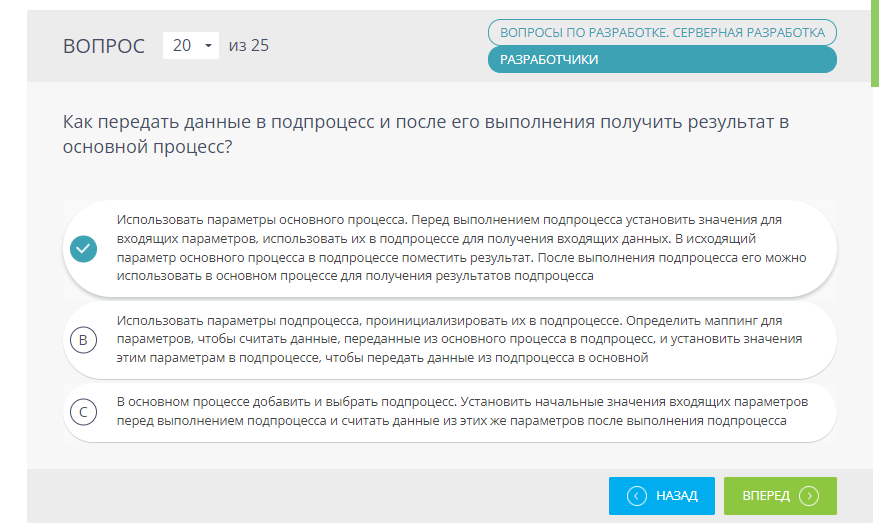 ВОПРОС 20 из 25
ВОПРОСЫ ПО РАЗРАБОТКЕ. СЕРВЕРНАЯ РАЗРАБОТКА
РАЗРАБОТЧИКИ
Как передать данные в подпроцесс и после его выполнения получить результат в
основной процесс?
Использовать параметры основного процесса. Перед выполнением подпроцесса установить значения для
входящих параметров, использовать их в подпроцессе для получения входящих данных. В исходящий
параметр основного процесса в подпроцессе поместить результат. После выполнения подпроцесса его можно
использовать в основном процессе для получения результатов подпроцесса
B
Использовать параметры подпроцесса, проинициализировать их в подпроцессе. Определить маппинг для
параметров, чтобы считать данные, переданные из основного процесса в подпроцесс, и установить значения
этим параметрам в подпроцессе, чтобы передать данные из подпроцесса в основной
C
В основном процессе добавить и выбрать подпроцесс. Установить начальные значения входящих параметров
перед выполнением подпроцесса и считать данные из этих же параметров после выполнения подпроцесса
НАЗАД
ВПЕРЕД